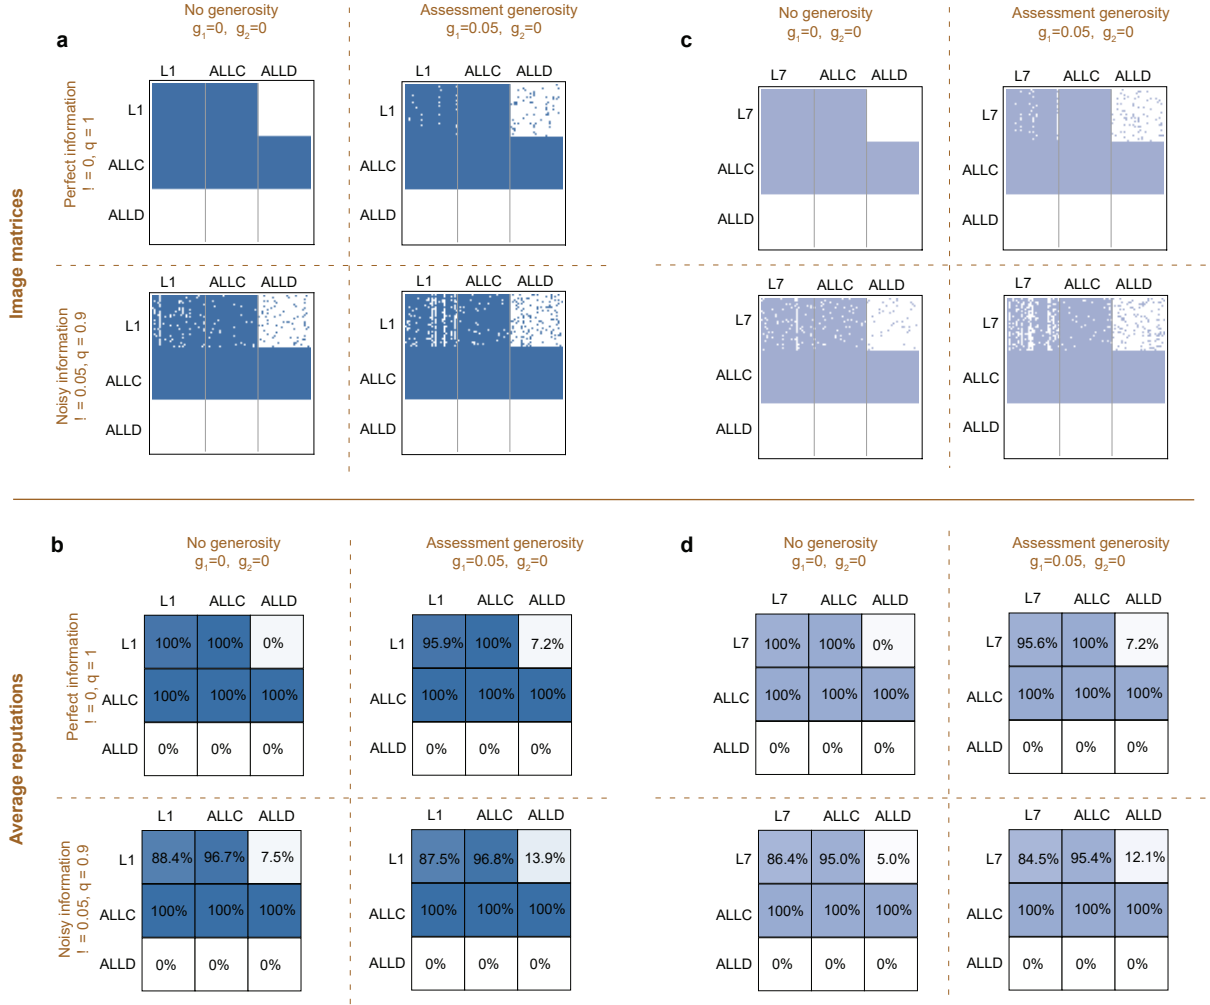 No generosity
g1=0, g2=0
Assessment generosity
g1=0.05, g2=0
No generosity
g1=0, g2=0
Assessment generosity
g1=0.05, g2=0
a
c
Image matrices
Perfect information
! = 0, q = 1
L1 ALLC ALLD
L1
ALLC
ALLD
L1 ALLC ALLD
L7 ALLC ALLD
L7
ALLC
ALLD
L7 ALLC ALLD
Noisy information
! = 0.05, q = 0.9
L1 ALLC ALLD
L1
ALLC
ALLD
L1 ALLC ALLD
L1
ALLC
ALLD
L7 ALLC ALLD
L7
ALLC
ALLD
L7 ALLC ALLD
b
No generosity
g1=0, g2=0
Assessment generosity
g1=0.05, g2=0
d
No generosity
g1=0, g2=0
Assessment generosity
g1=0.05, g2=0
Average reputations
Perfect information
! = 0, q = 1
L1 ALLC ALLD
L1 100% 100% 0%
ALLC 100% 100% 100%
ALLD 0% 0% 0%
L1 ALLC ALLD
L1 95.9% 100% 7.2%
ALLC 100% 100% 100%
ALLD 0% 0% 0%
L7 ALLC ALLD
L7 100% 100% 0%
ALLC 100% 100% 100%
ALLD 0% 0% 0%
L7 ALLC ALLD
L7 95.6% 100% 7.2%
ALLC 100% 100% 100%
ALLD 0% 0% 0%
Noisy information
! = 0.05, q = 0.9
L1 ALLC ALLD
L1 88.4% 96.7% 7.5%
ALLC 100% 100% 100%
ALLD 0% 0% 0%
L1 ALLC ALLD
L1 87.5% 96.8% 13.9%
ALLC 100% 100% 100%
ALLD 0% 0% 0%
L7 ALLC ALLD
L7 86.4% 95.0% 5.0%
ALLC 100% 100% 100%
ALLD 0% 0% 0%
L7 ALLC ALLD
L7 84.5% 95.4% 12.1%
ALLC 100% 100% 100%
ALLD 0% 0% 0%